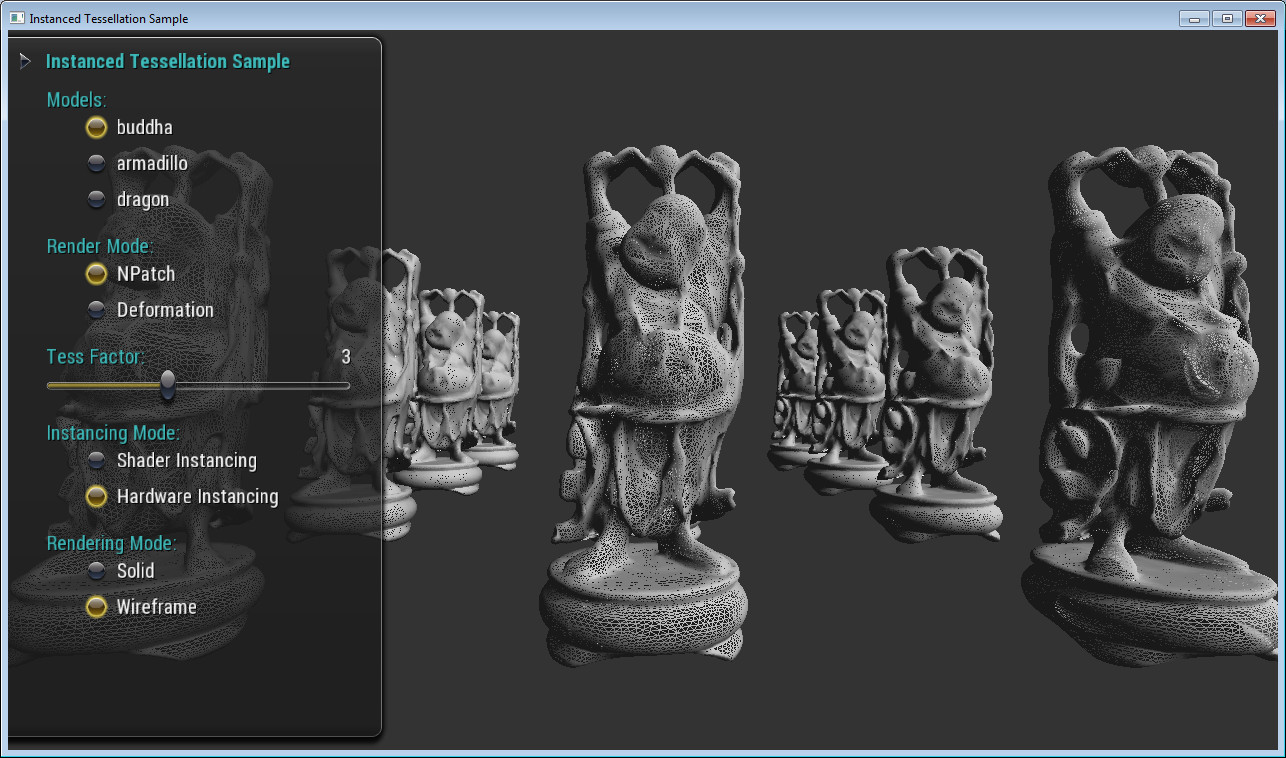 Instanced Tessellation Sample
Instanced Tessellation Sample
Models:
buddha
armadillo
dragon
Render Mode:
NPatch
Deformation
Tess Factor: 3
Instancing Mode:
Shader Instancing
Hardware Instancing
Rendering Mode:
Solid
Wireframe